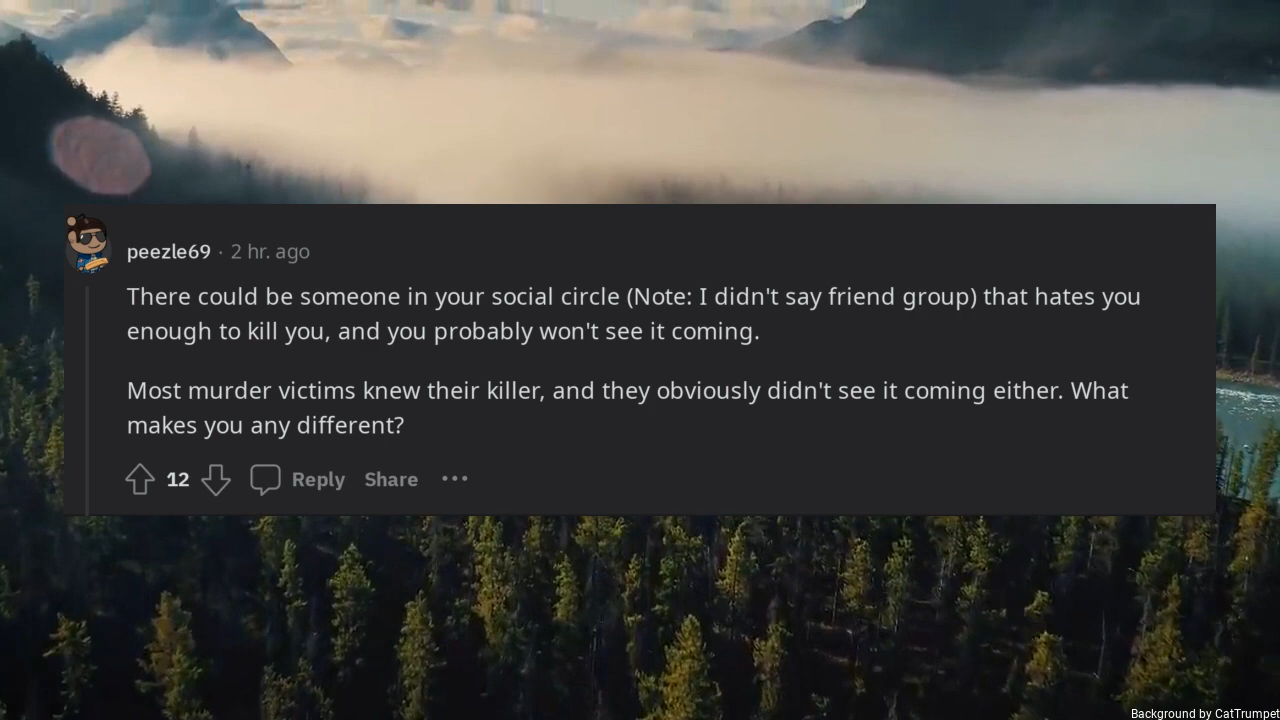 peezle69 · 2 hr. ago
There could be someone in your social circle (Note: I didn't say friend group) that hates you
enough to kill you, and you probably won't see it coming.
Most murder victims knew their killer, and they obviously didn't see it coming either. What
makes you any different?
12 Reply Share ···
Background by CatTrumpet